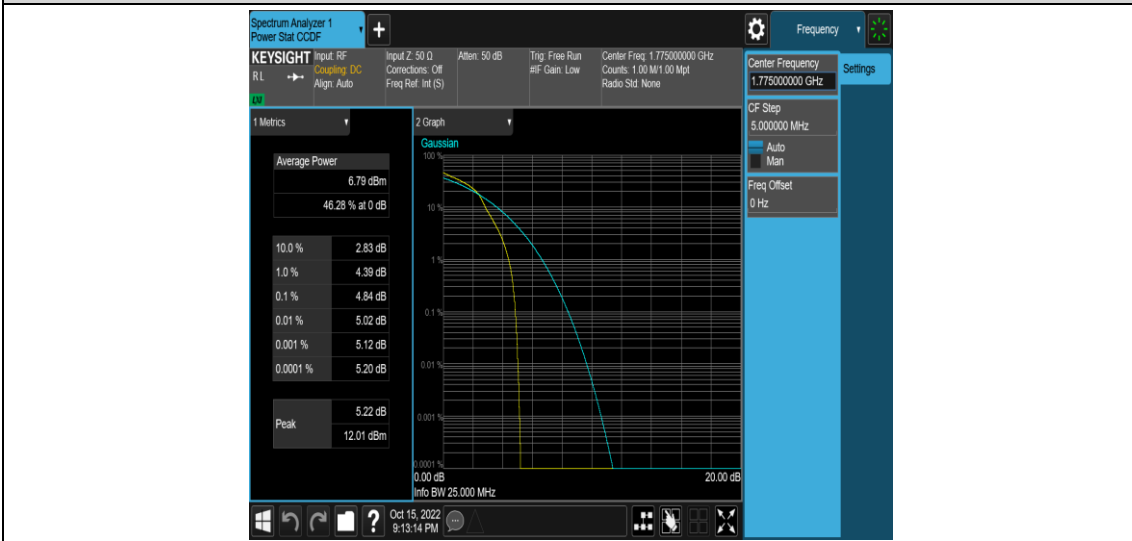 Spectrum Analyzer 1
Power Stat CCDF
+
Frequency
KEYSIGHT
Input: RF
Coupling: DC
Align: Auto
R L
Input Z: 50 Ω
Corrections: Off
Freq Ref: Int (S)
Atten: 50 dB
Trig: Free Run
#IF Gain: Low
Center Freq: 1.775000000 GHz
Counts: 1.00 M/1.00 Mpt
Radio Std: None
Center Frequency
1.775000000 GHz
Settings
CF Step
5.000000 MHz
Auto
Man
Freq Offset
0 Hz
1 Metrics
Average Power
6.79 dBm
46.28 % at 0 dB
10.0 % 2.83 dB
1.0 % 4.39 dB
0.1 % 4.84 dB
0.01 % 5.02 dB
0.001 % 5.12 dB
0.0001 % 5.20 dB
Peak
5.22 dB
12.01 dBm
2 Graph
Gaussian
100 %
10 %
1 %
0.1 %
0.01 %
0.001 %
0.0001 %
0.00 dB
20.00 dB
Info BW 25.000 MHz
?
Oct 15, 2022
9:13:14 PM